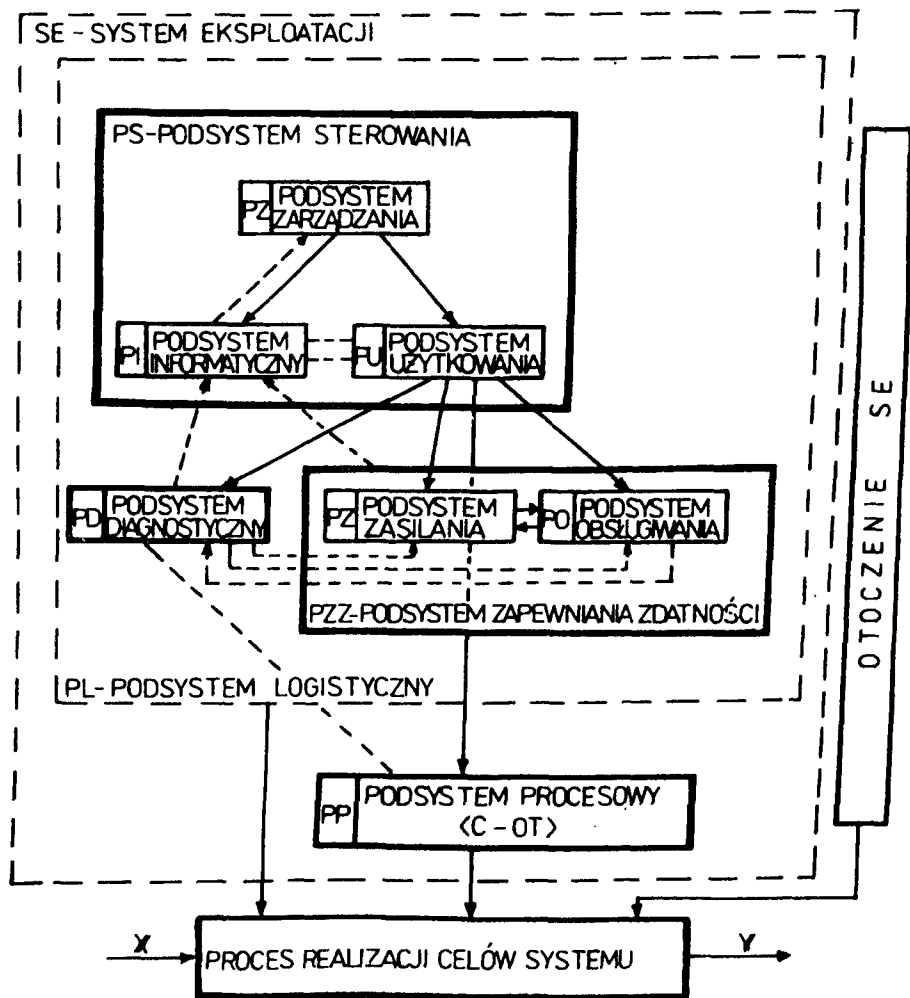 SE-SYSTEM EKSPLOATACJI
PS-PODSYSTEM STEROWANIA
PZ
PODSYSTEM
ZARZĄDZANIA
PI
PODSYSTEM
INFORMATYCZNY
PU
PODSYSTEM
UŻYTKOWANIA
PD
PODSYSTEM
DIAGNOSTYCZNY
PZ
PODSYSTEM
ZASILANIA
PO
PODSYSTEM
OBSŁUGIWANIA
PZZ-PODSYSTEM ZAPEWNIANIA ZDATNOŚCI
PL-PODSYSTEM LOGISTYCZNY
PP
PODSYSTEM PROCESOWY
<C-OT>
OTOCZENIE SE
X
PROCES REALIZACJI CELÓW SYSTEMU
Y